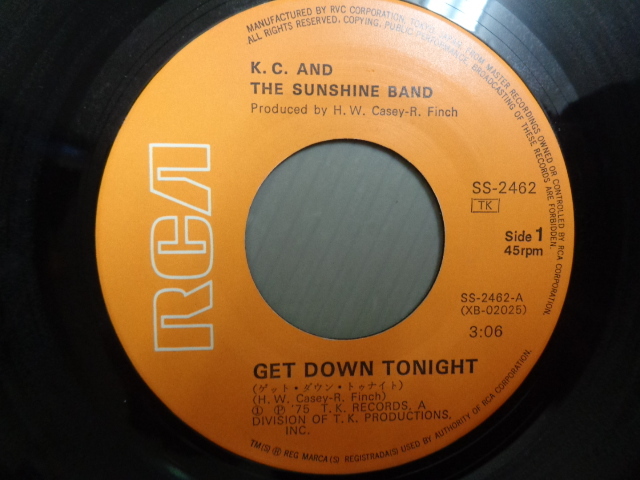 MANUFACTURED BY RVC CORPORATION, TOKYO, JAPAN, FROM MASTER RECORDINGS OWNED OR CONTROLLED BY RCA CORPORATION.
ALL RIGHTS RESERVED. COPYING, PUBLIC PERFORMANCE, BROADCASTING OF THESE RECORDS ARE FORBIDDEN.
K. C. AND
THE SUNSHINE BAND
Produced by H. W. Casey-R. Finch
RCA
SS-2462
TK
Side 1
45rpm
SS-2462-A
(XB-02025)
3:06
GET DOWN TONIGHT
(ゲット・ダウン・トゥナイト)
(H. W. Casey-R. Finch)
Ⓛ Ⓟ '75 T. K. RECORDS, A
DIVISION OF T. K. PRODUCTIONS,
INC.
TM(S) ® REG MARCA(S). REGISTRADA(S) USED BY AUTHORITY OF RCA CORPORATION.